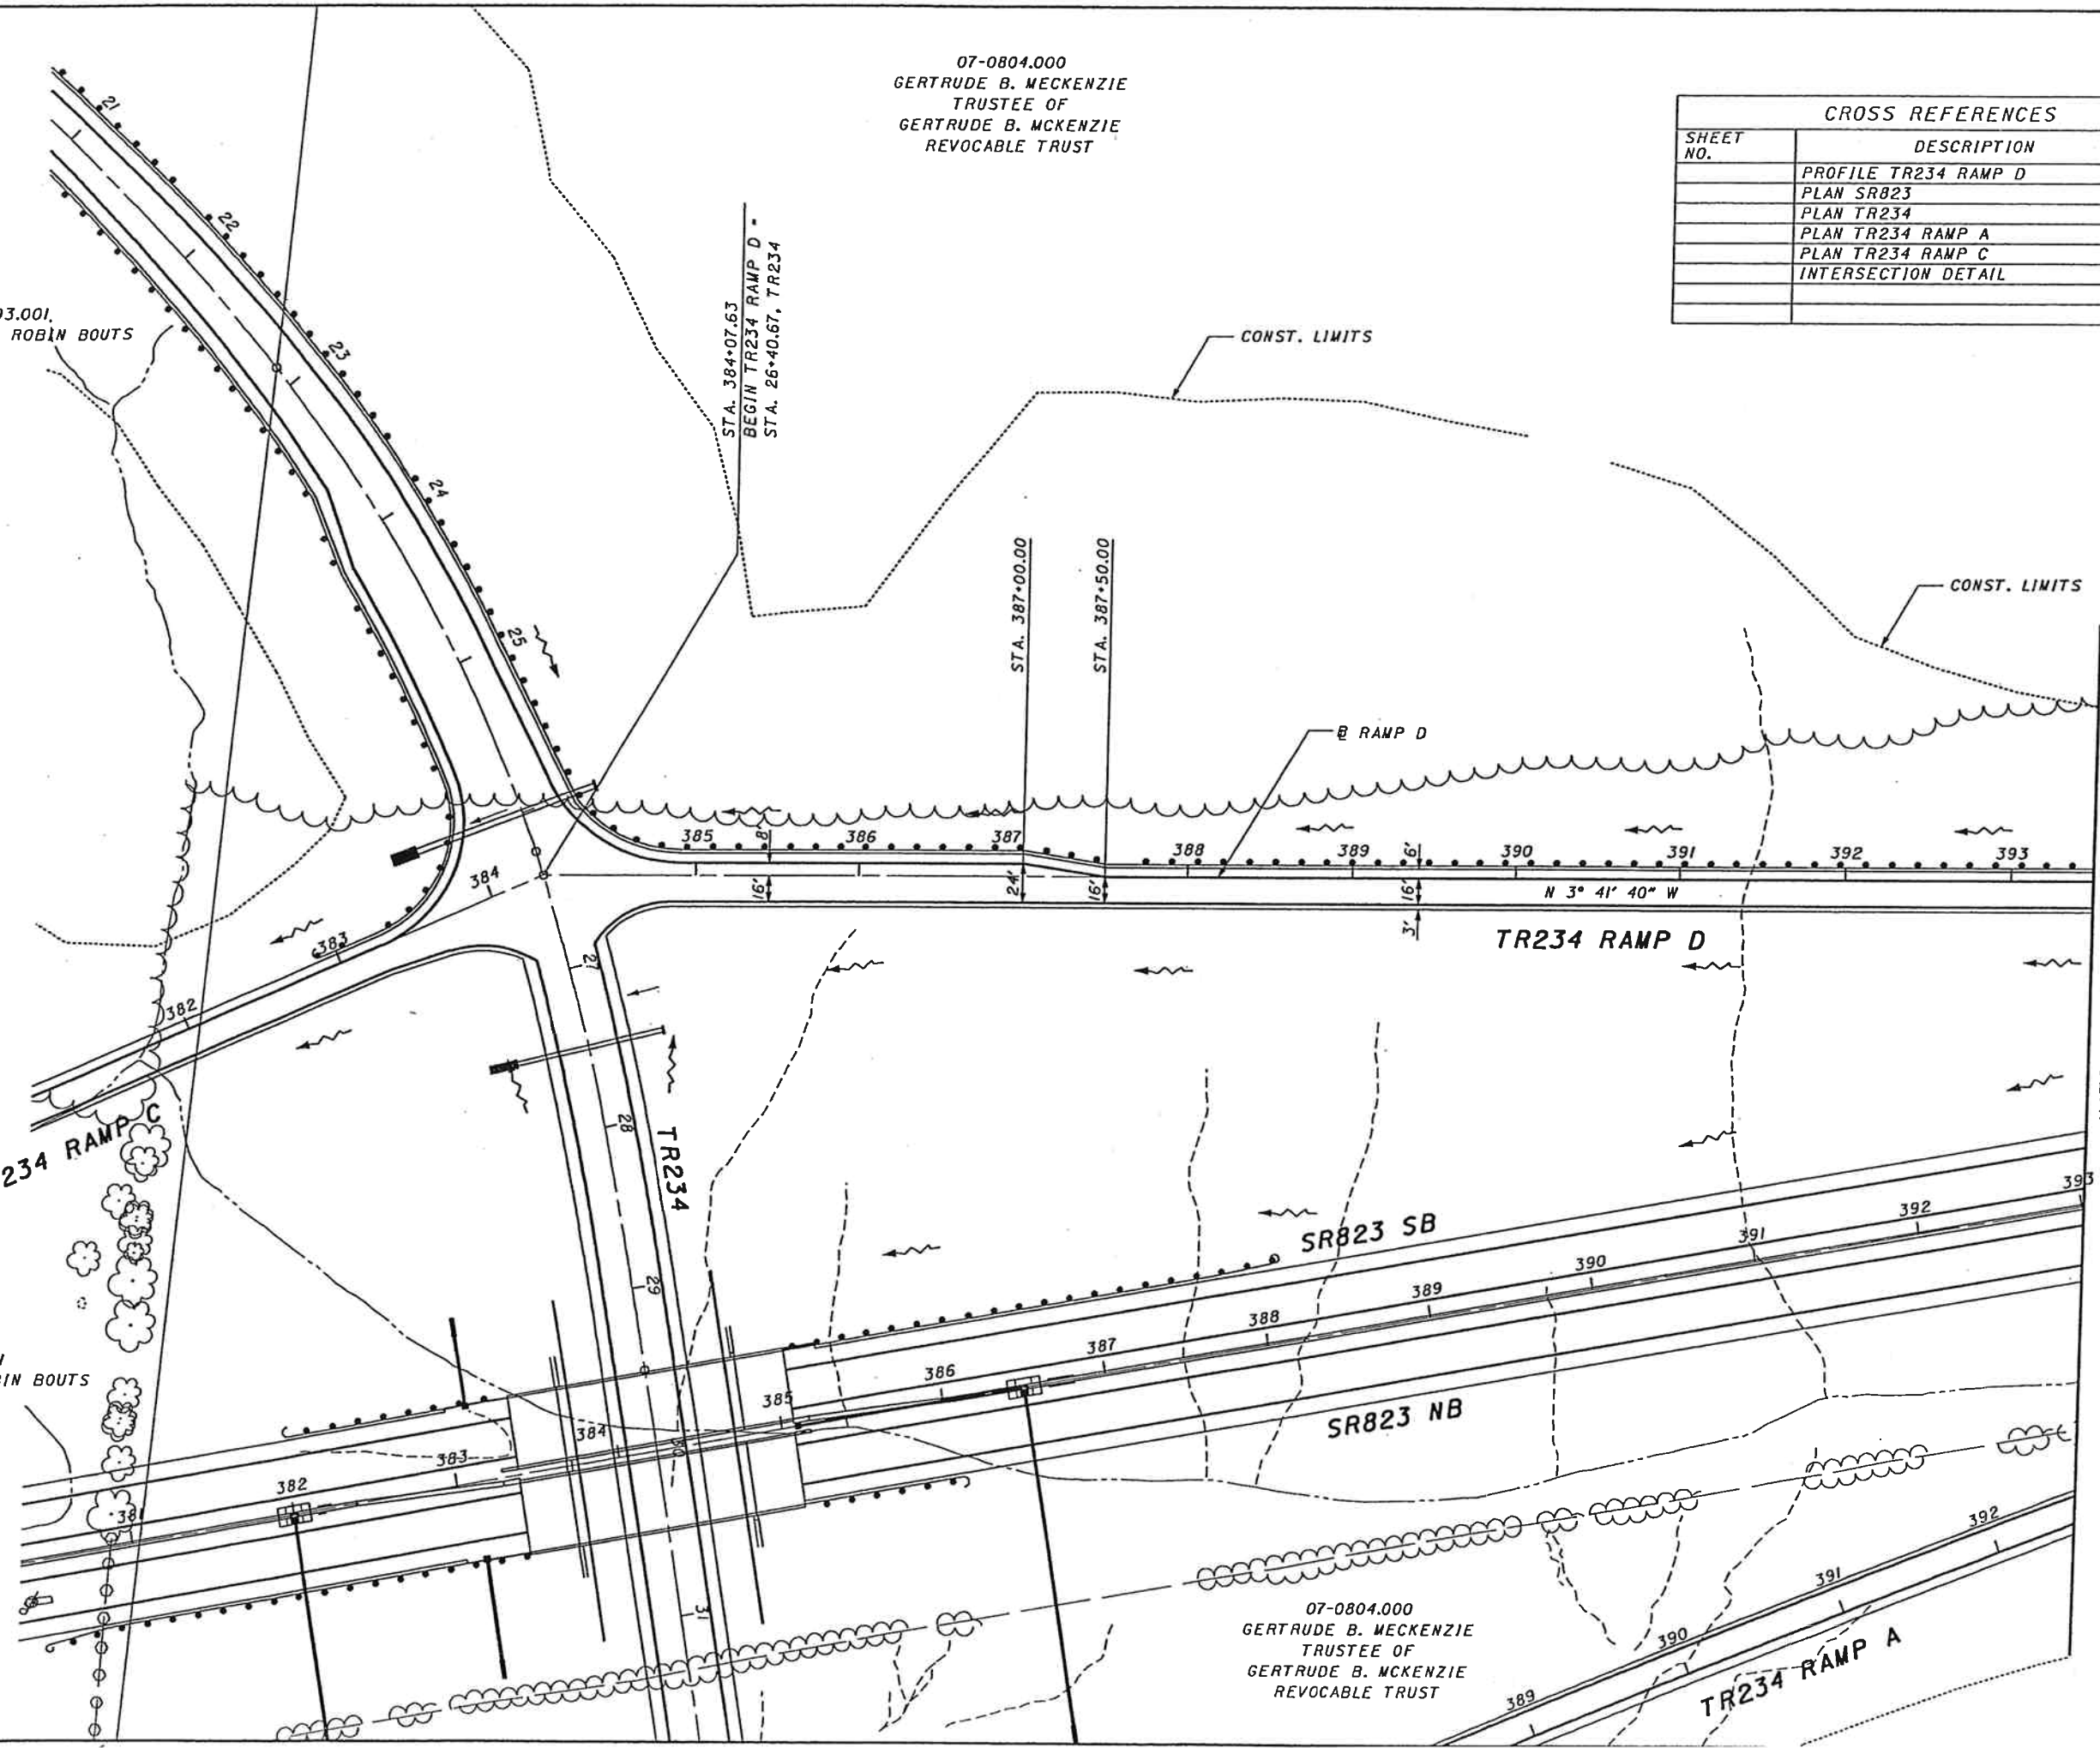 07-0804.000
GERTRUDE B. MECKENZIE
TRUSTEE OF
GERTRUDE B. MCKENZIE
REVOCABLE TRUST
CROSS REFERENCES
SHEET NO.
DESCRIPTION
PROFILE TR234 RAMP D
PLAN SR823
PLAN TR234
PLAN TR234 RAMP A
PLAN TR234 RAMP C
INTERSECTION DETAIL
STA. 384+07.63
BEGIN TR234 RAMP D =
STA. 26+40.67, TR234
03.001,
ROBIN BOUTS
CONST. LIMITS
CONST. LIMITS
STA. 387+00.00
STA. 387+50.00
21
22
23
24
25
℄ RAMP D
385
8'
386
387
388
389
6'
390
391
392
393
16'
24'
16'
16'
3'
N 3° 41' 40" W
TR234 RAMP D
384
383
382
234 RAMP C
27
28
29
30
31
TR234
SR823 SB
SR823 NB
381
382
383
384
385
386
387
388
389
390
391
392
393
IN BOUTS
07-0804.000
GERTRUDE B. MECKENZIE
TRUSTEE OF
GERTRUDE B. MCKENZIE
REVOCABLE TRUST
389
390
391
392
TR234 RAMP A